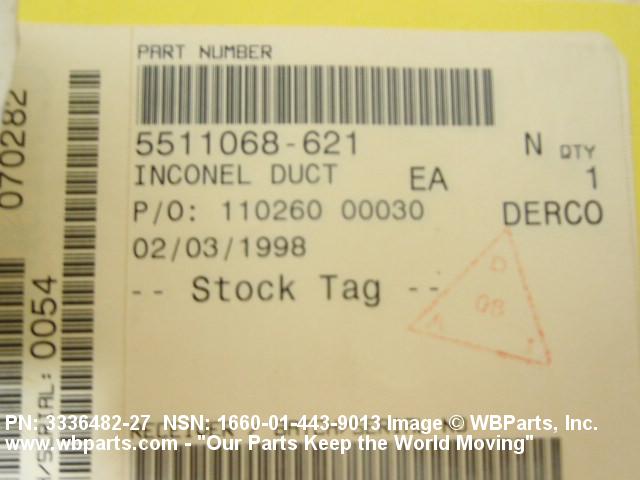 PART NUMBER
5511068-621 N QTY
INCONEL DUCT EA 1
P/O: 110260 00030 DERCO
02/03/1998
-- Stock Tag --
D
08
A
070282
0054
PN: 3336482-27 NSN: 1660-01-443-9013 Image © WBParts, Inc.
www.wbparts.com - "Our Parts Keep the World Moving"